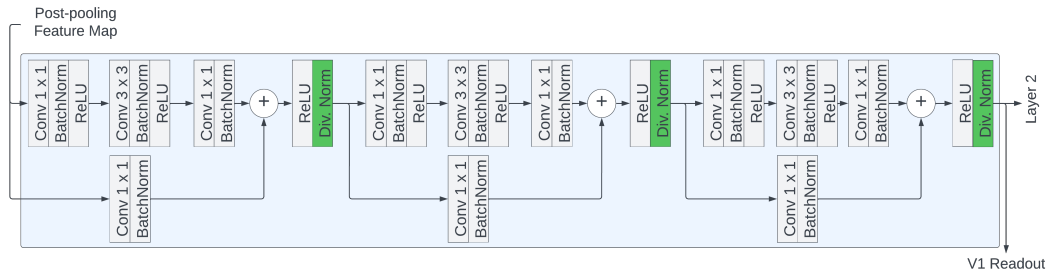 Post-pooling
Feature Map
Conv 1 x 1
BatchNorm
ReLU
Conv 3 x 3
BatchNorm
ReLU
Conv 1 x 1
BatchNorm
+
ReLU
Div. Norm
Conv 1 x 1
BatchNorm
ReLU
Conv 3 x 3
BatchNorm
ReLU
Conv 1 x 1
BatchNorm
+
ReLU
Div. Norm
Conv 1 x 1
BatchNorm
ReLU
Conv 3 x 3
BatchNorm
ReLU
Conv 1 x 1
BatchNorm
+
ReLU
Div. Norm
Layer 2
Conv 1 x 1
BatchNorm
Conv 1 x 1
BatchNorm
Conv 1 x 1
BatchNorm
V1 Readout